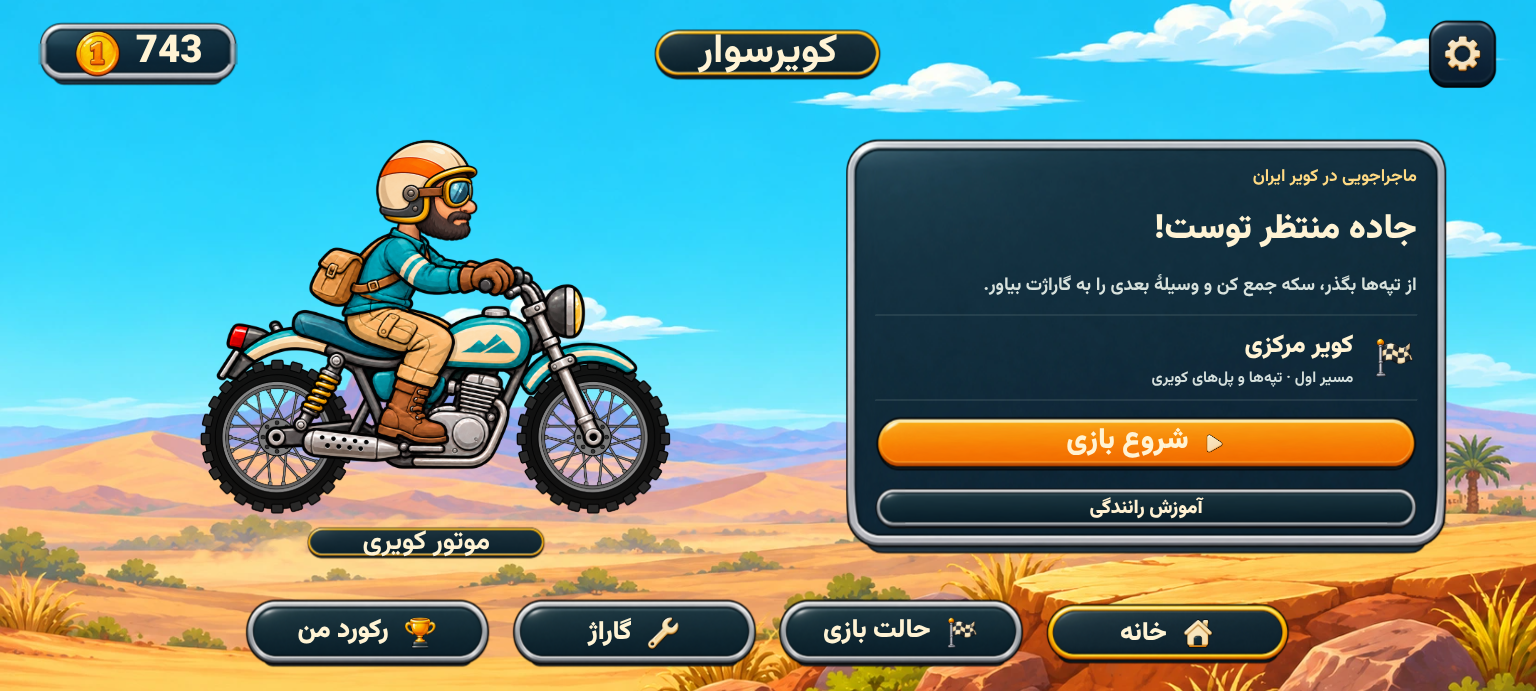 743
1
کویرسوار
ماجراجویی در کویر ایران
جاده منتظر توست!
از تپه‌ها بگذر، سکه جمع کن و وسیلهٔ بعدی را به گاراژت بیاور.
کویر مرکزی
مسیر اول · تپه‌ها و پل‌های کویری
شروع بازی
آموزش رانندگی
موتور کویری
خانه
حالت بازی
گاراژ
رکورد من